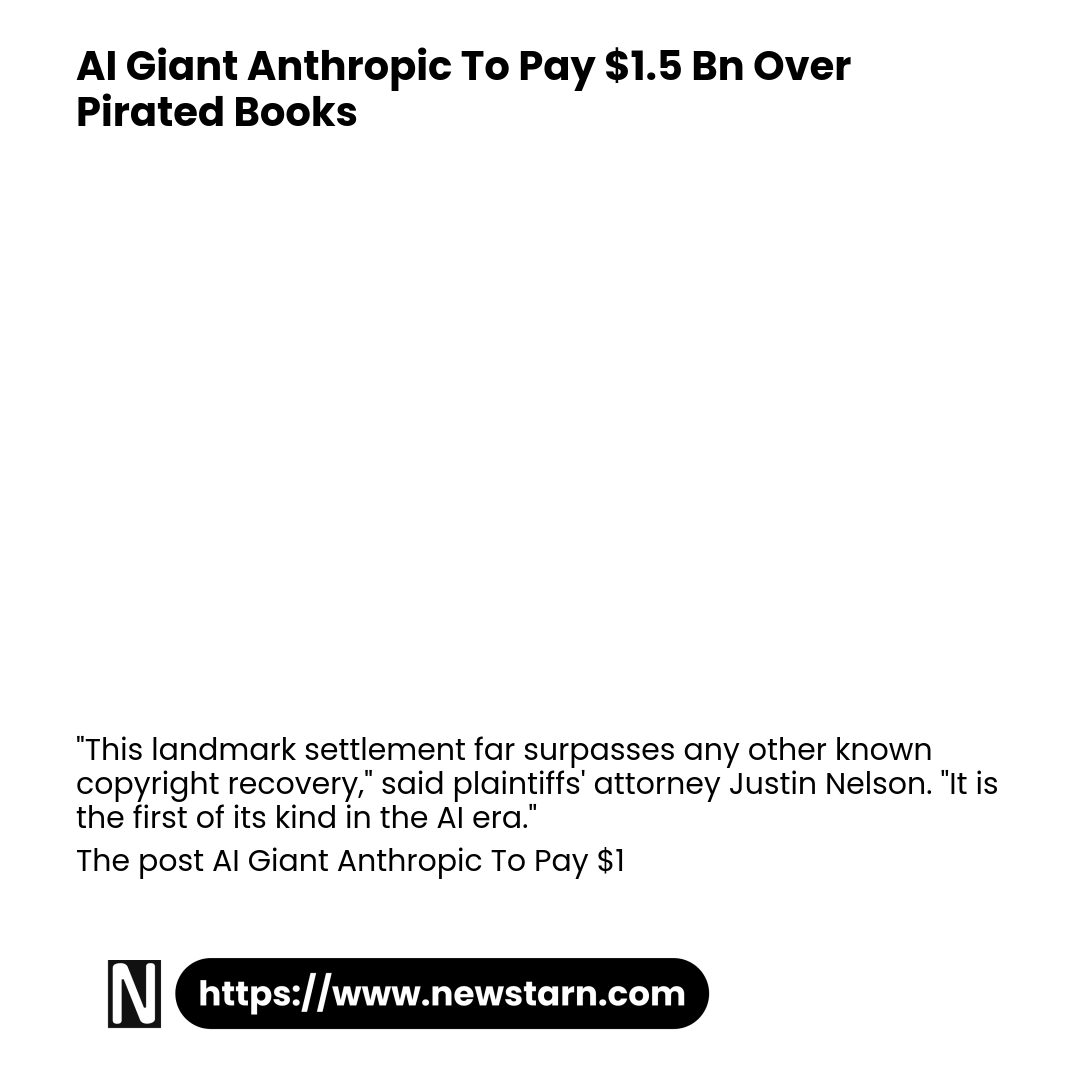 AI Giant Anthropic To Pay $1.5 Bn Over
Pirated Books
"This landmark settlement far surpasses any other known
copyright recovery," said plaintiffs' attorney Justin Nelson. "It is
the first of its kind in the AI era."
The post AI Giant Anthropic To Pay $1
N https://www.newstarn.com